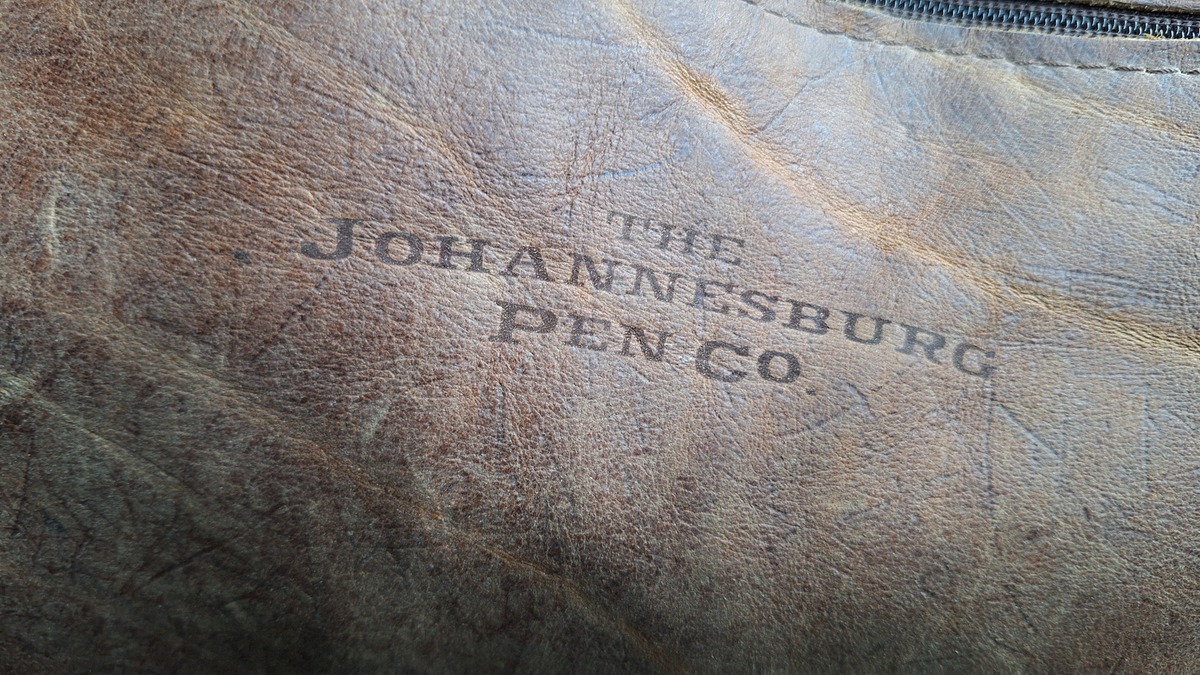 THE
JOHANNESBURG
PEN CO.